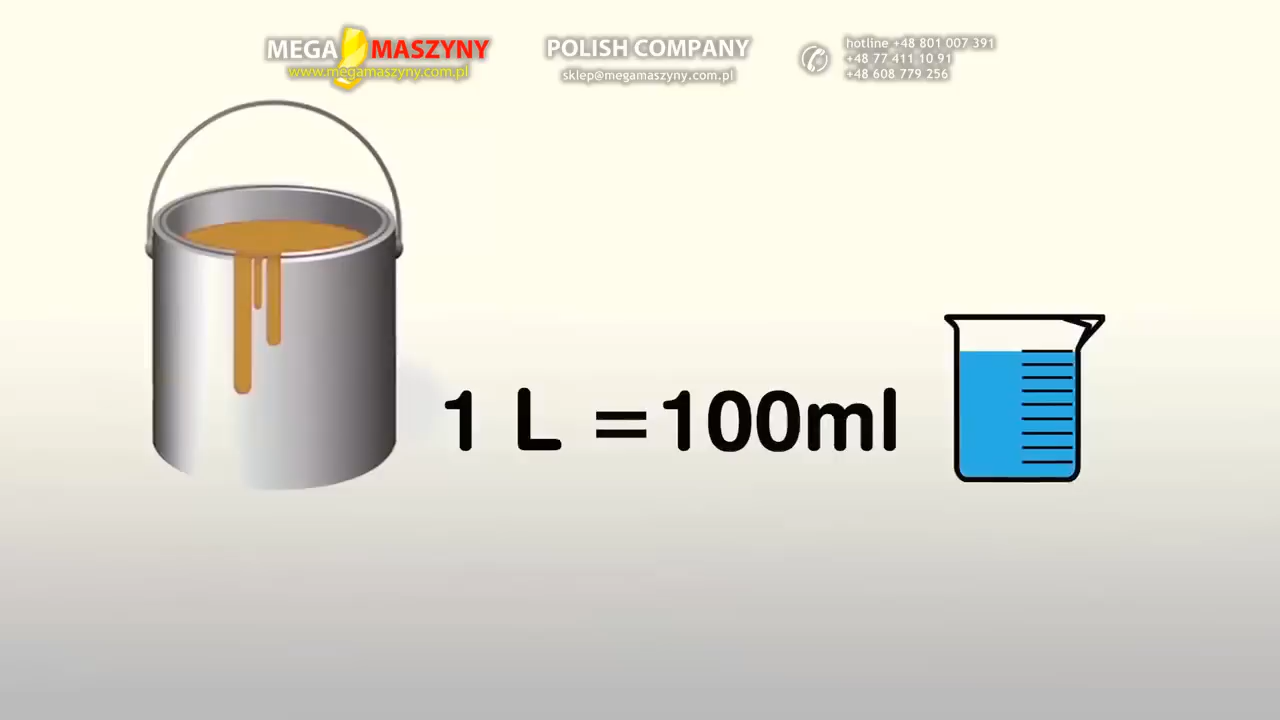 MEGA MASZYNY
www.megamaszyny.com.pl
POLISH COMPANY
sklep@megamaszyny.com.pl
hotline +48 801 007 391
+48 77 411 10 91
+48 608 779 256
1 L =100ml